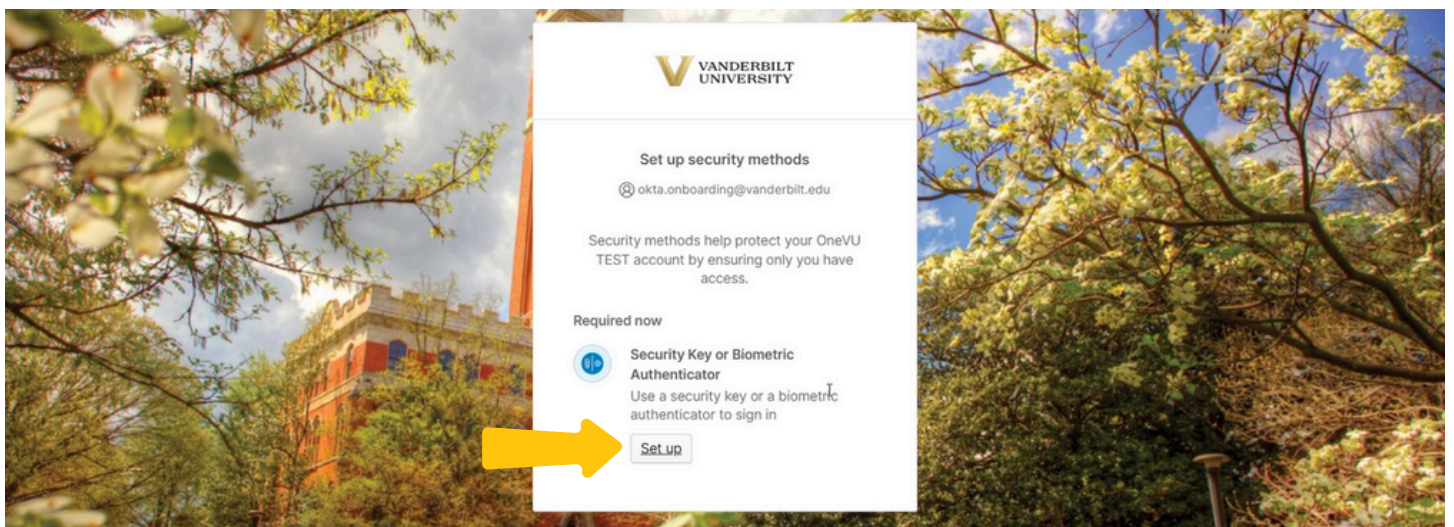 VANDERBILT
UNIVERSITY
Set up security methods
okta.onboarding@vanderbilt.edu
Security methods help protect your OneVU
TEST account by ensuring only you have
access.
Required now
Security Key or Biometric
Authenticator
Use a security key or a biometric
authenticator to sign in
Set up